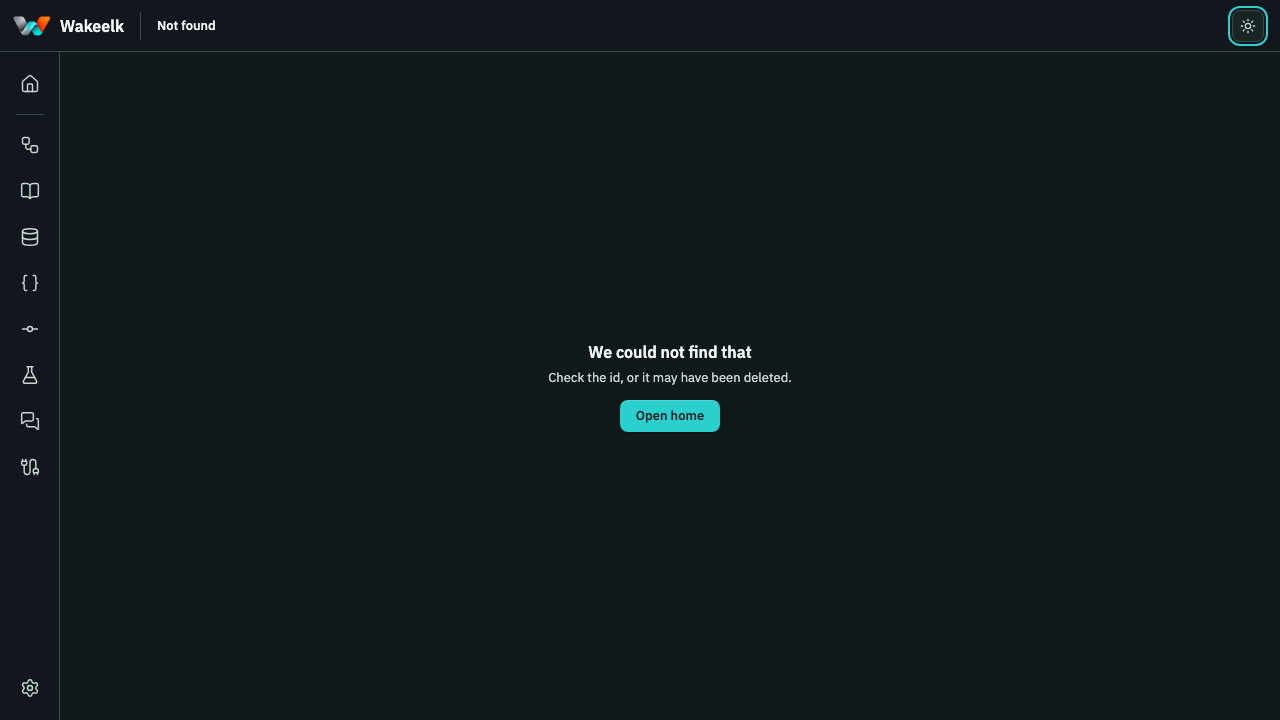 Wakeelk
Not found
We could not find that
Check the id, or it may have been deleted.
Open home